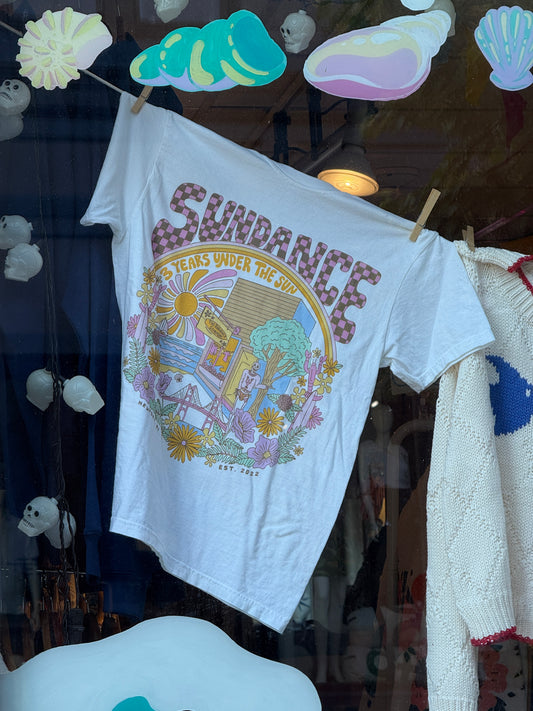 SUNDANCE
3 YEARS UNDER THE SUN
EST. 2022